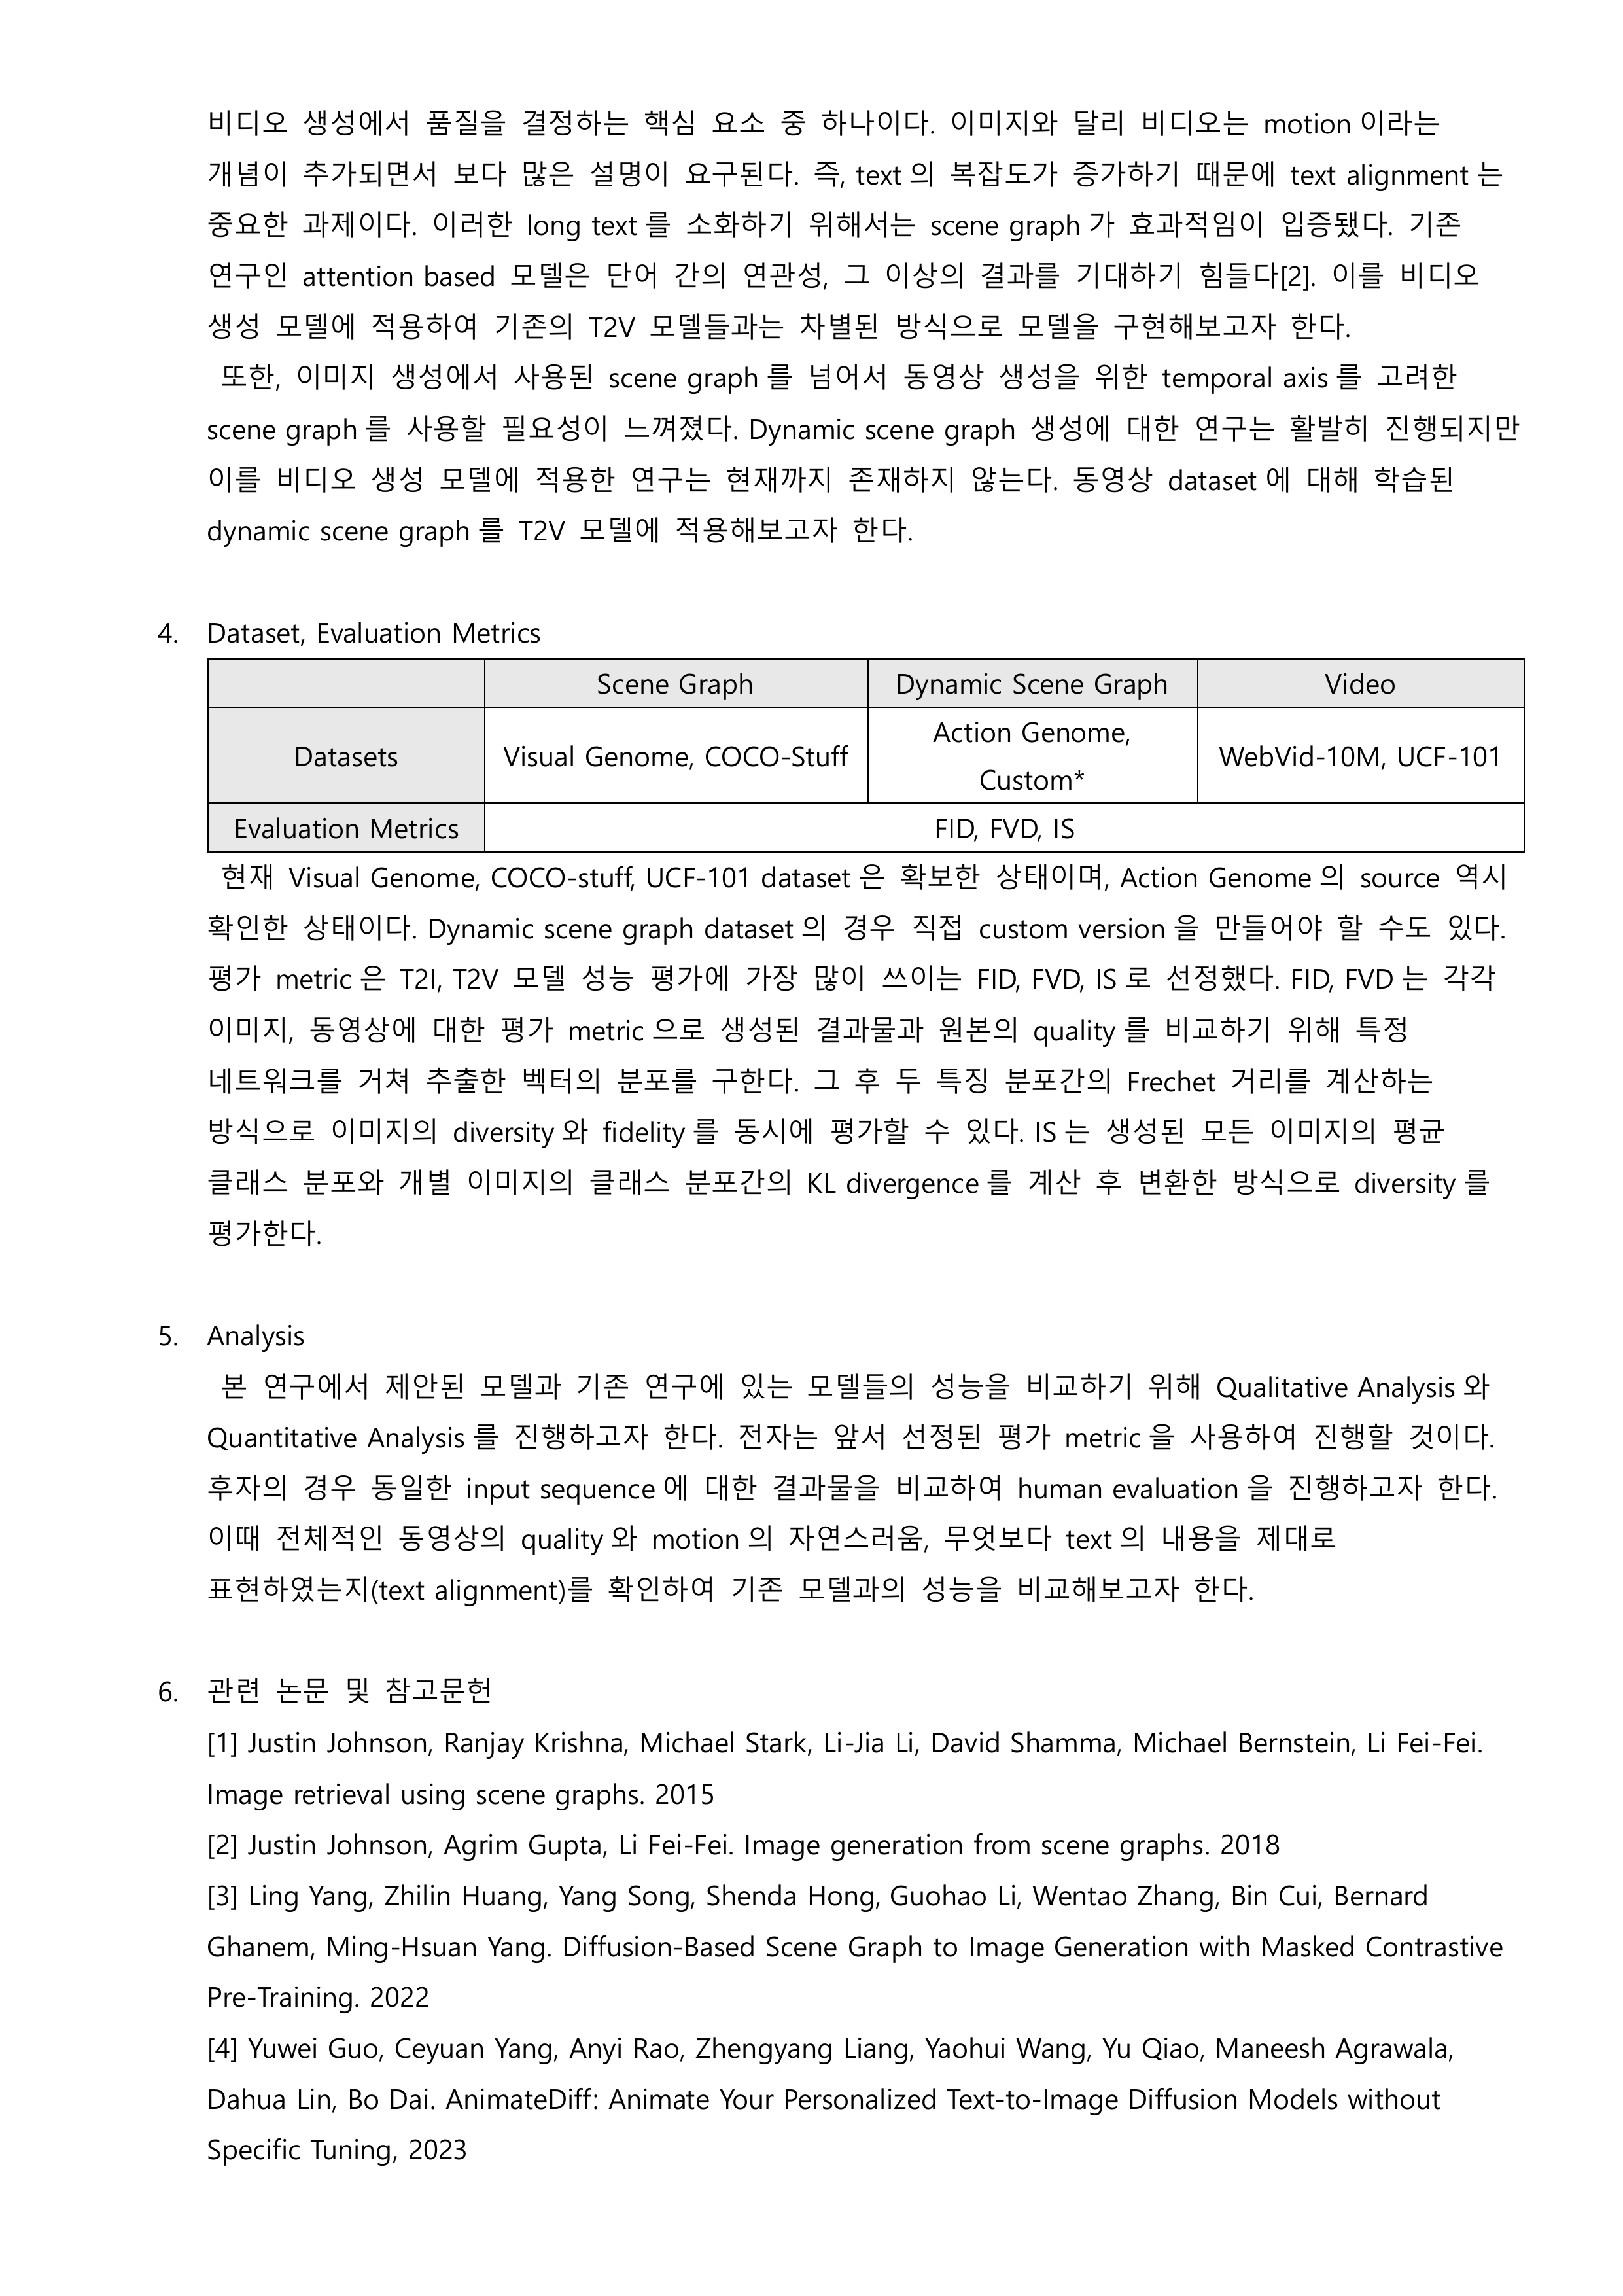 비디오 생성에서 품질을 결정하는 핵심 요소 중 하나이다. 이미지와 달리 비디오는 motion 이라는
개념이 추가되면서 보다 많은 설명이 요구된다. 즉, text 의 복잡도가 증가하기 때문에 text alignment 는
중요한 과제이다. 이러한 long text 를 소화하기 위해서는 scene graph 가 효과적임이 입증됐다. 기존
연구인 attention based 모델은 단어 간의 연관성, 그 이상의 결과를 기대하기 힘들다[2]. 이를 비디오
생성 모델에 적용하여 기존의 T2V 모델들과는 차별된 방식으로 모델을 구현해보고자 한다.
또한, 이미지 생성에서 사용된 scene graph 를 넘어서 동영상 생성을 위한 temporal axis 를 고려한
scene graph 를 사용할 필요성이 느껴졌다. Dynamic scene graph 생성에 대한 연구는 활발히 진행되지만
이를 비디오 생성 모델에 적용한 연구는 현재까지 존재하지 않는다. 동영상 dataset 에 대해 학습된
dynamic scene graph 를 T2V 모델에 적용해보고자 한다.
4. Dataset, Evaluation Metrics
Scene Graph Dynamic Scene Graph Video
Datasets Visual Genome, COCO-Stuff Action Genome, Custom* WebVid-10M, UCF-101
Evaluation Metrics FID, FVD, IS
현재 Visual Genome, COCO-stuff, UCF-101 dataset 은 확보한 상태이며, Action Genome 의 source 역시
확인한 상태이다. Dynamic scene graph dataset 의 경우 직접 custom version 을 만들어야 할 수도 있다.
평가 metric 은 T2I, T2V 모델 성능 평가에 가장 많이 쓰이는 FID, FVD, IS 로 선정했다. FID, FVD 는 각각
이미지, 동영상에 대한 평가 metric 으로 생성된 결과물과 원본의 quality 를 비교하기 위해 특정
네트워크를 거쳐 추출한 벡터의 분포를 구한다. 그 후 두 특징 분포간의 Frechet 거리를 계산하는
방식으로 이미지의 diversity 와 fidelity 를 동시에 평가할 수 있다. IS 는 생성된 모든 이미지의 평균
클래스 분포와 개별 이미지의 클래스 분포간의 KL divergence 를 계산 후 변환한 방식으로 diversity 를
평가한다.
5. Analysis
본 연구에서 제안된 모델과 기존 연구에 있는 모델들의 성능을 비교하기 위해 Qualitative Analysis 와
Quantitative Analysis 를 진행하고자 한다. 전자는 앞서 선정된 평가 metric 을 사용하여 진행할 것이다.
후자의 경우 동일한 input sequence 에 대한 결과물을 비교하여 human evaluation 을 진행하고자 한다.
이때 전체적인 동영상의 quality 와 motion 의 자연스러움, 무엇보다 text 의 내용을 제대로
표현하였는지(text alignment)를 확인하여 기존 모델과의 성능을 비교해보고자 한다.
6. 관련 논문 및 참고문헌
[1] Justin Johnson, Ranjay Krishna, Michael Stark, Li-Jia Li, David Shamma, Michael Bernstein, Li Fei-Fei.
Image retrieval using scene graphs. 2015
[2] Justin Johnson, Agrim Gupta, Li Fei-Fei. Image generation from scene graphs. 2018
[3] Ling Yang, Zhilin Huang, Yang Song, Shenda Hong, Guohao Li, Wentao Zhang, Bin Cui, Bernard
Ghanem, Ming-Hsuan Yang. Diffusion-Based Scene Graph to Image Generation with Masked Contrastive
Pre-Training. 2022
[4] Yuwei Guo, Ceyuan Yang, Anyi Rao, Zhengyang Liang, Yaohui Wang, Yu Qiao, Maneesh Agrawala,
Dahua Lin, Bo Dai. AnimateDiff: Animate Your Personalized Text-to-Image Diffusion Models without
Specific Tuning, 2023